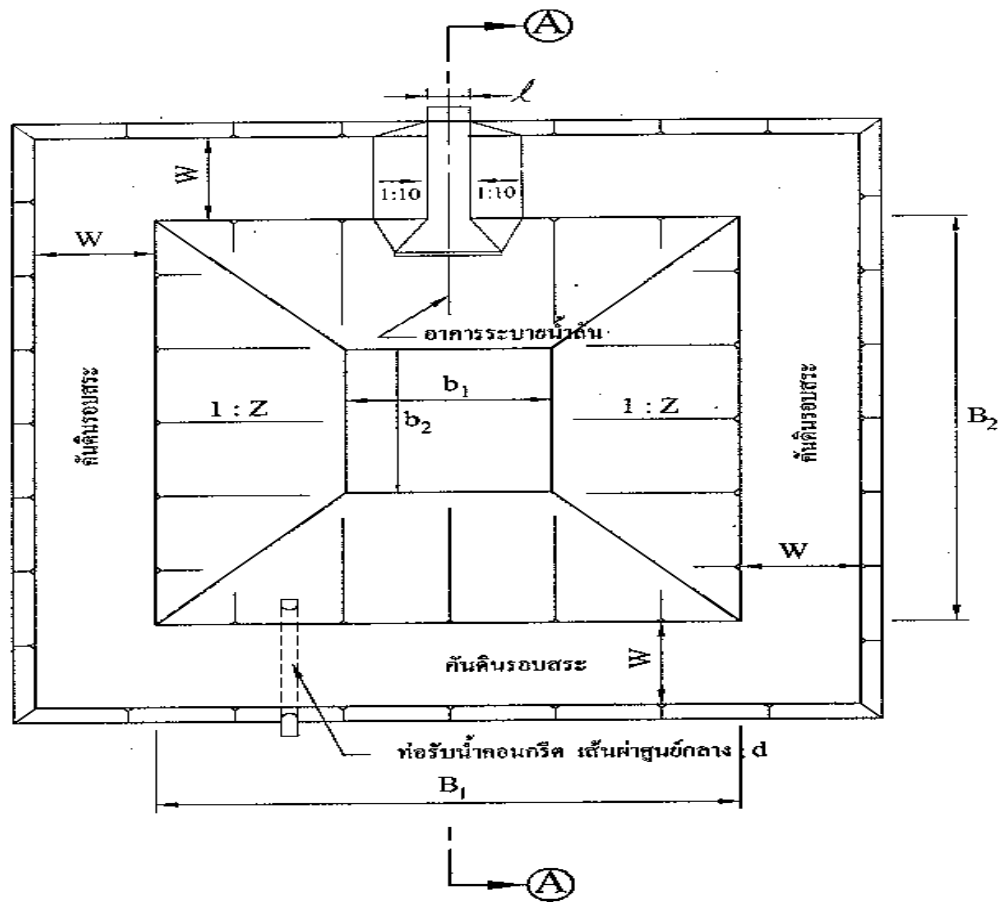 A
ℓ
W
1:10 1:10
W
อาคารระบายน้ำล้น
b₁
b₂
1 : Z
1 : Z
B₂
คันดินรอบสระ
คันดินรอบสระ
W
คันดินรอบสระ
W
ท่อรับน้ำคอนกรีต เส้นผ่าศูนย์กลาง : d
B₁
A